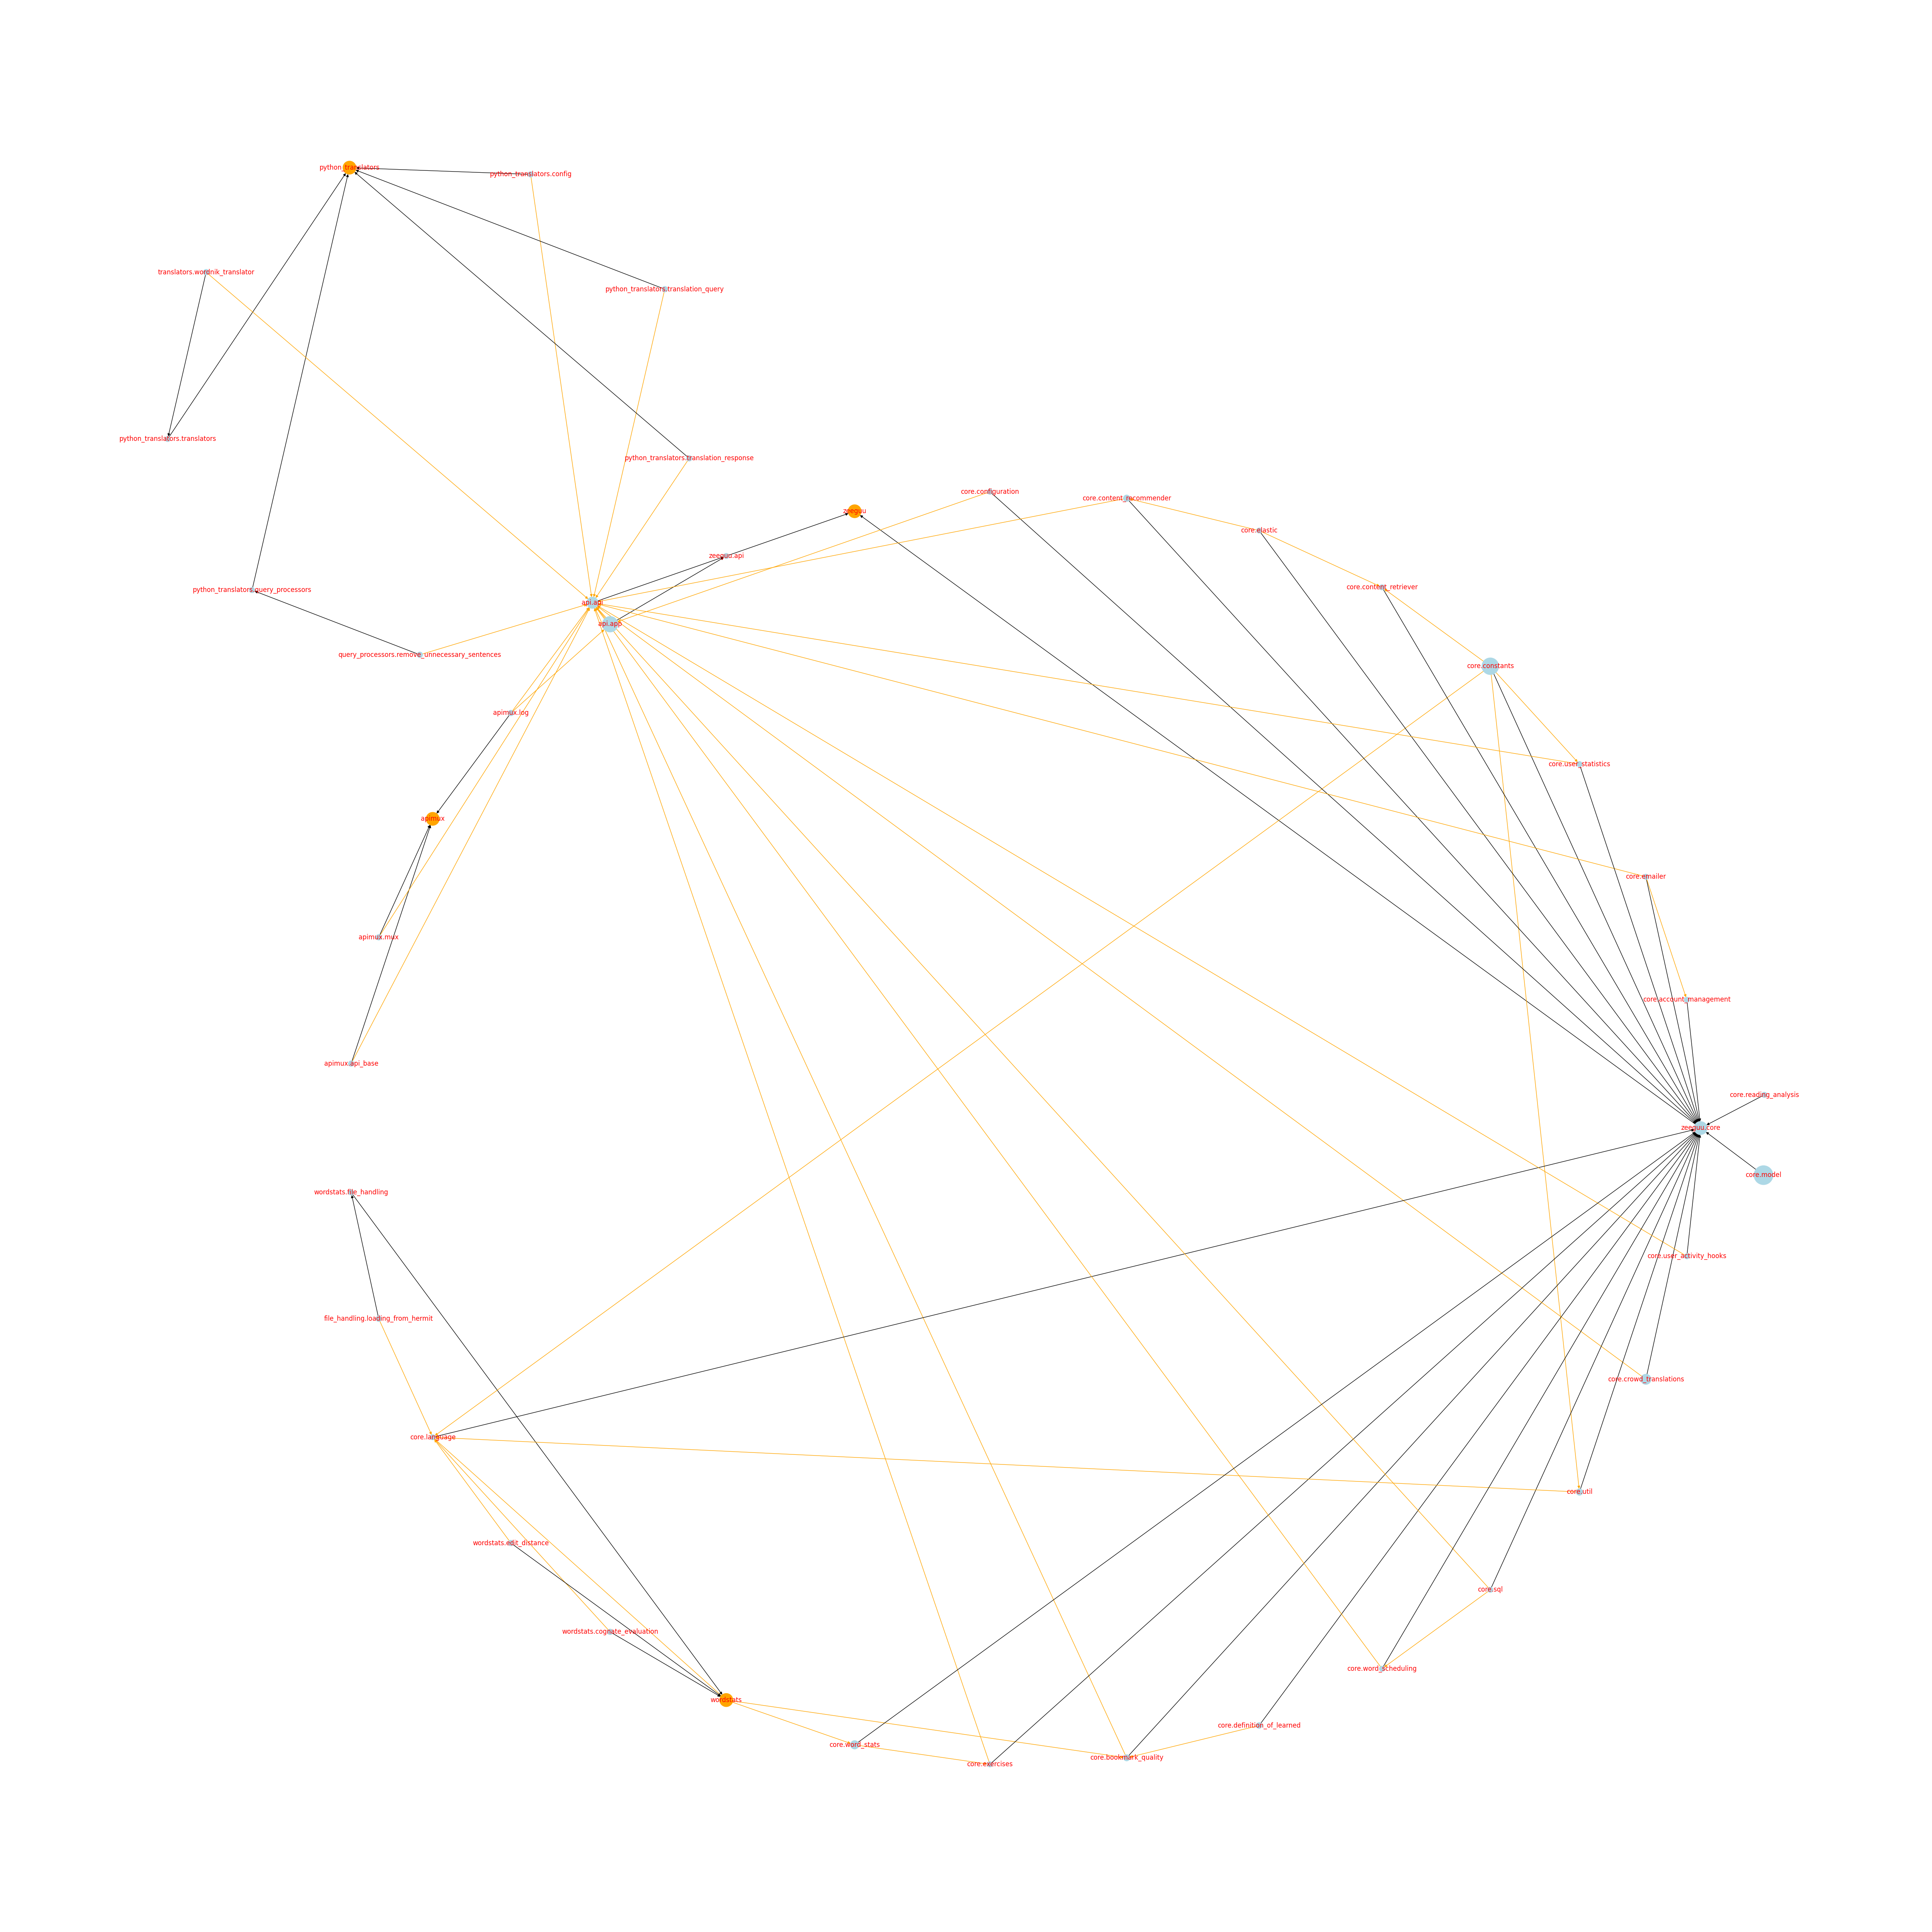 python_translators
python_translators.config
translators.wordnik_translator
python_translators.translation_query
python_translators.translators
python_translators.translation_response
core.configuration
core.content_recommender
zeeguu
core.elastic
zeeguu.api
core.content_retriever
python_translators.query_processors
api.api
api.app
query_processors.remove_unnecessary_sentences
core.constants
apimux.log
core.user_statistics
apimux
core.emailer
apimux.mux
core.account_management
apimux.api_base
core.reading_analysis
zeeguu.core
core.model
wordstats.file_handling
core.user_activity_hooks
file_handling.loading_from_hermit
core.crowd_translations
core.language
core.util
wordstats.edit_distance
core.sql
wordstats.cognate_evaluation
core.word_scheduling
wordstats
core.definition_of_learned
core.word_stats
core.bookmark_quality
core.exercises